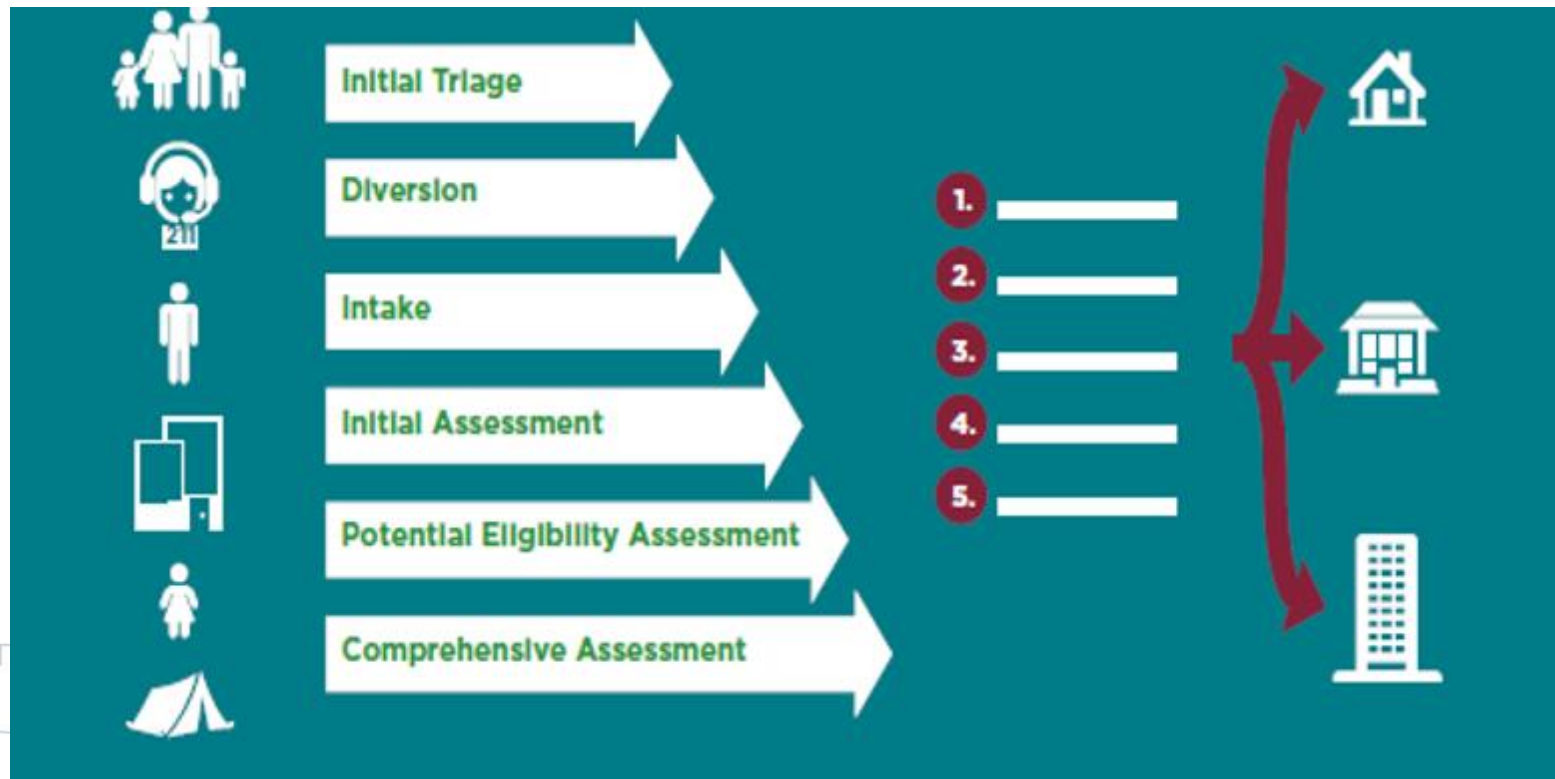 Initial Triage
Diversion
211
Intake
Initial Assessment
Potential Eligibility Assessment
Comprehensive Assessment
1.
2.
3.
4.
5.